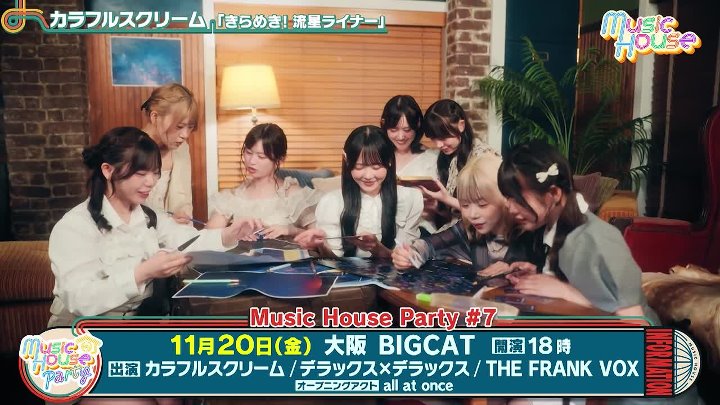 カラフルスクリーム 「きらめき！流星ライナー」
Music House
Music House Party #7
11月20日(金) 大阪 BIGCAT 開演 18時
出演 カラフルスクリーム / デラックス×デラックス / THE FRANK VOX
オープニングアクト all at once
Music House Party
INFORMATION